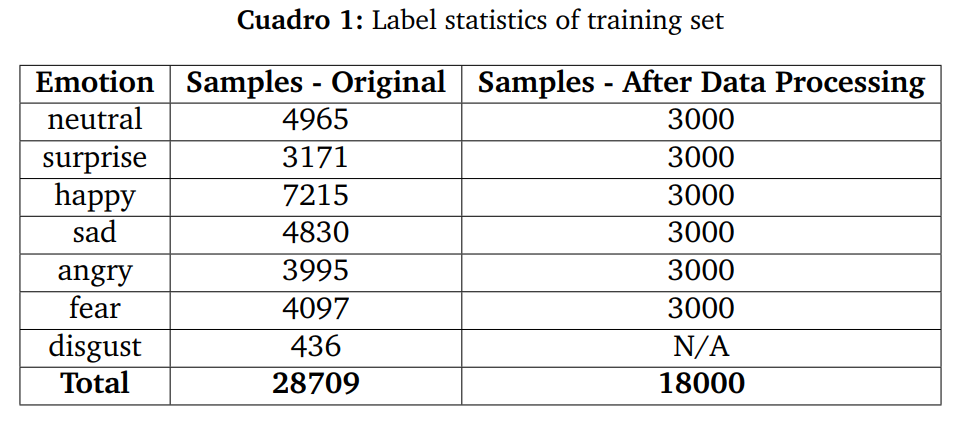 Cuadro 1: Label statistics of training set
Emotion Samples - Original Samples - After Data Processing
neutral 4965 3000
surprise 3171 3000
happy 7215 3000
sad 4830 3000
angry 3995 3000
fear 4097 3000
disgust 436 N/A
Total 28709 18000